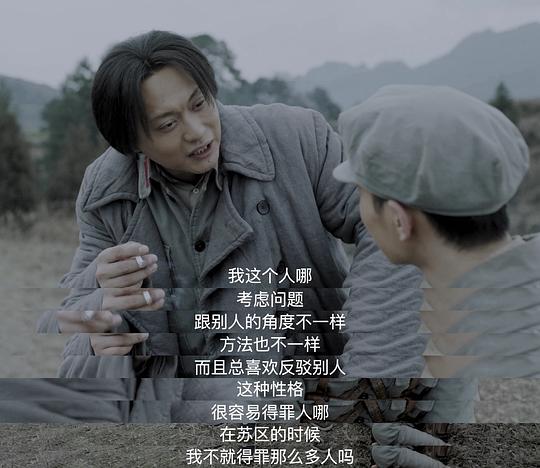 我这个人哪
考虑问题
跟别人的角度不一样
方法也不一样
而且总喜欢反驳别人
这种性格
很容易得罪人哪
在苏区的时候
我不就得罪那么多人吗